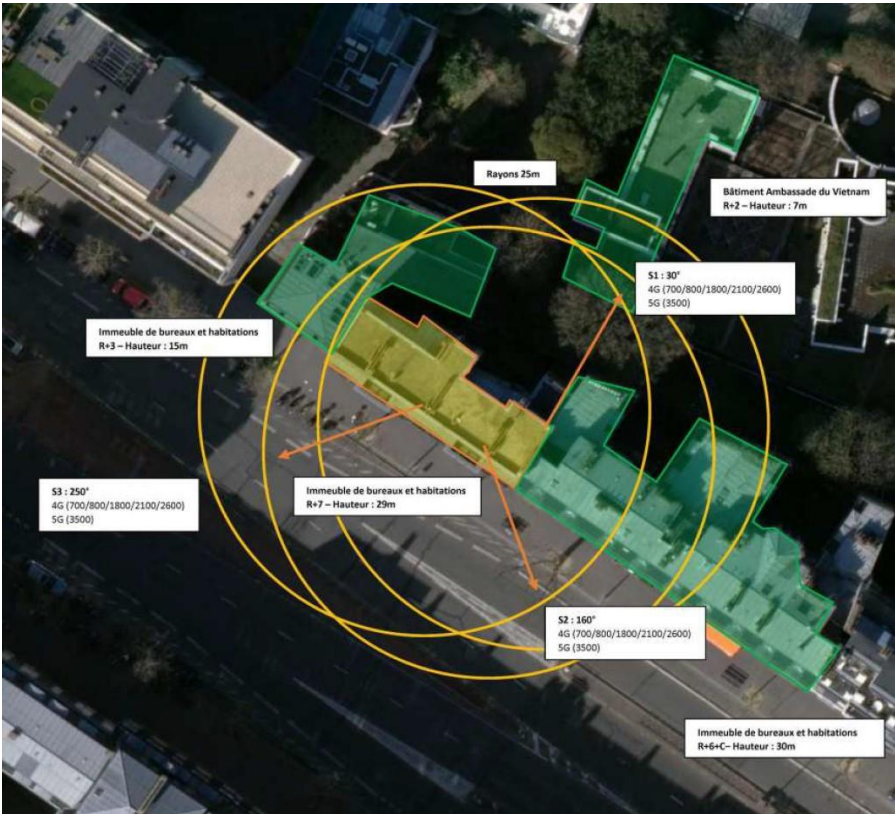 Rayons 25m
Bâtiment Ambassade du Vietnam
R+2 – Hauteur : 7m
S1 : 30°
4G (700/800/1800/2100/2600)
5G (3500)
Immeuble de bureaux et habitations
R+3 – Hauteur : 15m
S3 : 250°
4G (700/800/1800/2100/2600)
5G (3500)
Immeuble de bureaux et habitations
R+7 – Hauteur : 29m
S2 : 160°
4G (700/800/1800/2100/2600)
5G (3500)
Immeuble de bureaux et habitations
R+6+C– Hauteur : 30m